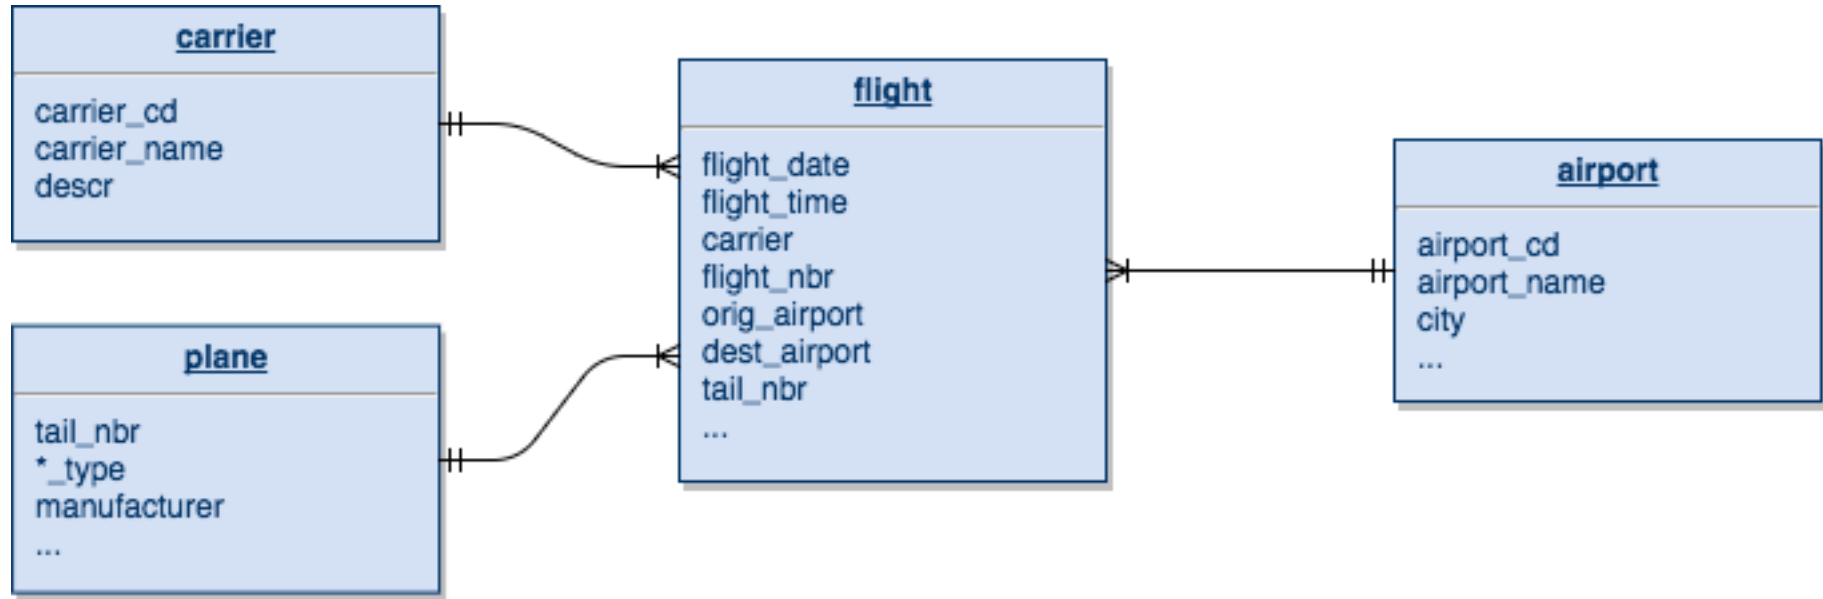 carrier
carrier_cd
carrier_name
descr
plane
tail_nbr
*_type
manufacturer
...
flight
flight_date
flight_time
carrier
flight_nbr
orig_airport
dest_airport
tail_nbr
...
airport
airport_cd
airport_name
city
...